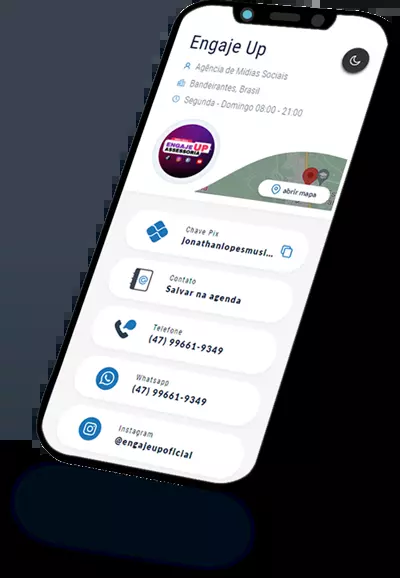 Engaje Up
Agência de Mídias Sociais
Bandeirantes, Brasil
Segunda - Domingo 08:00 - 21:00
ENGAJE UP
ASSESSORIA
abrir mapa
Chave Pix
jonathanlopesmusi...
Contato
Salvar na agenda
Telefone
(47) 99661-9349
Whatsapp
(47) 99661-9349
Instagram
@engajeupoficial